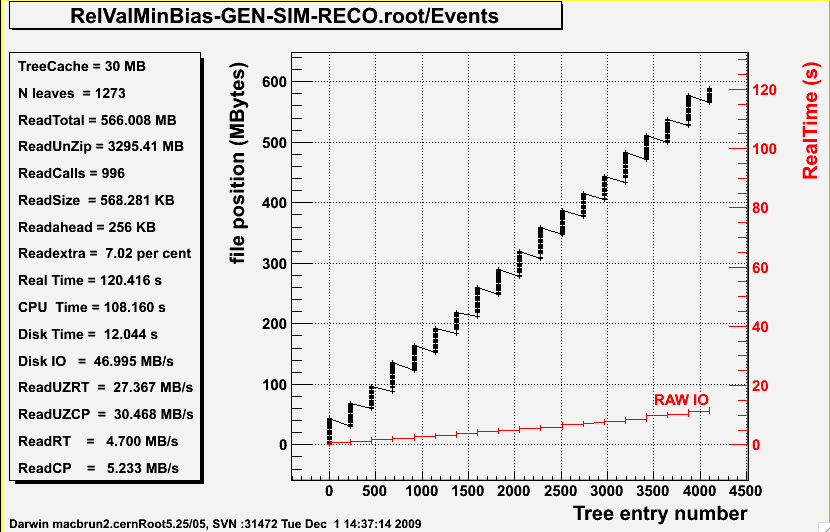 RelValMinBias-GEN-SIM-RECO.root/Events
TreeCache = 30 MB
N leaves = 1273
ReadTotal = 566.008 MB
ReadUnZip = 3295.41 MB
ReadCalls = 996
ReadSize = 568.281 KB
Readahead = 256 KB
Readextra = 7.02 per cent
Real Time = 120.416 s
CPU Time = 108.160 s
Disk Time = 12.044 s
Disk IO = 46.995 MB/s
ReadUZRT = 27.367 MB/s
ReadUZCP = 30.468 MB/s
ReadRT = 4.700 MB/s
ReadCP = 5.233 MB/s
file position (MBytes)
600
500
400
300
200
100
0
RAW IO
120
100
80
60
40
20
0
RealTime (s)
0 500 1000 1500 2000 2500 3000 3500 4000 4500
Tree entry number
Darwin macbrun2.cernRoot5.25/05, SVN :31472 Tue Dec 1 14:37:14 2009